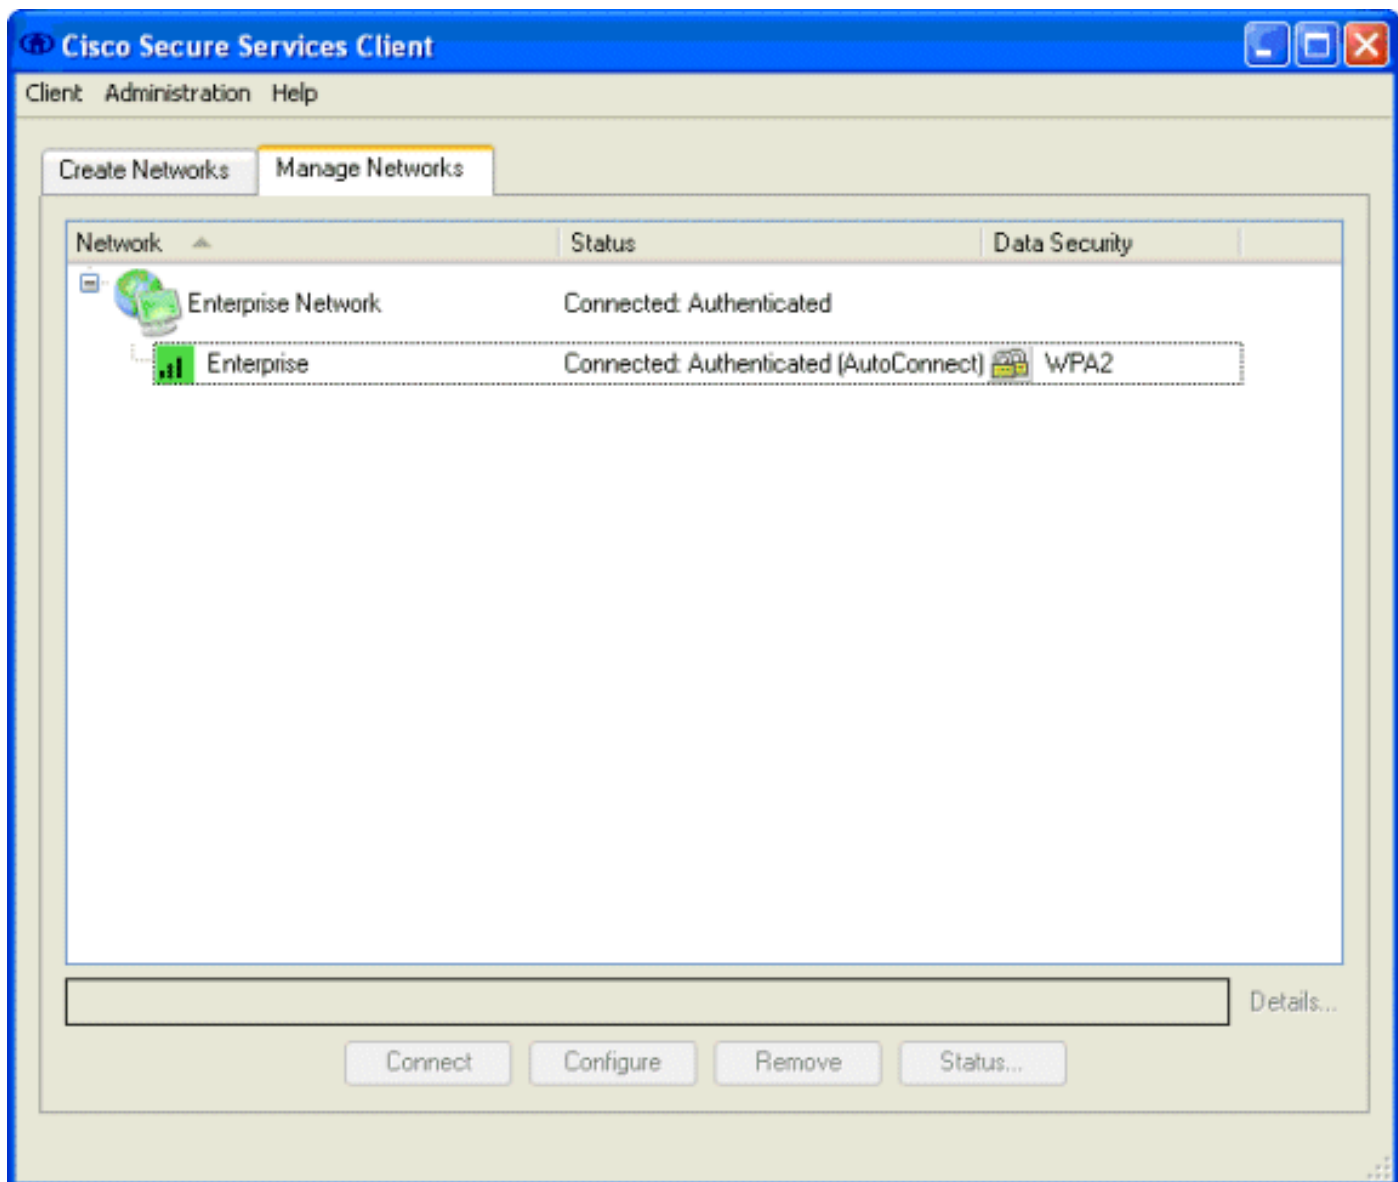 Cisco Secure Services Client
Client Administration Help
Create Networks Manage Networks
Network Status Data Security
Enterprise Network Connected: Authenticated
Enterprise Connected: Authenticated (AutoConnect) WPA2
Details...
Connect Configure Remove Status...